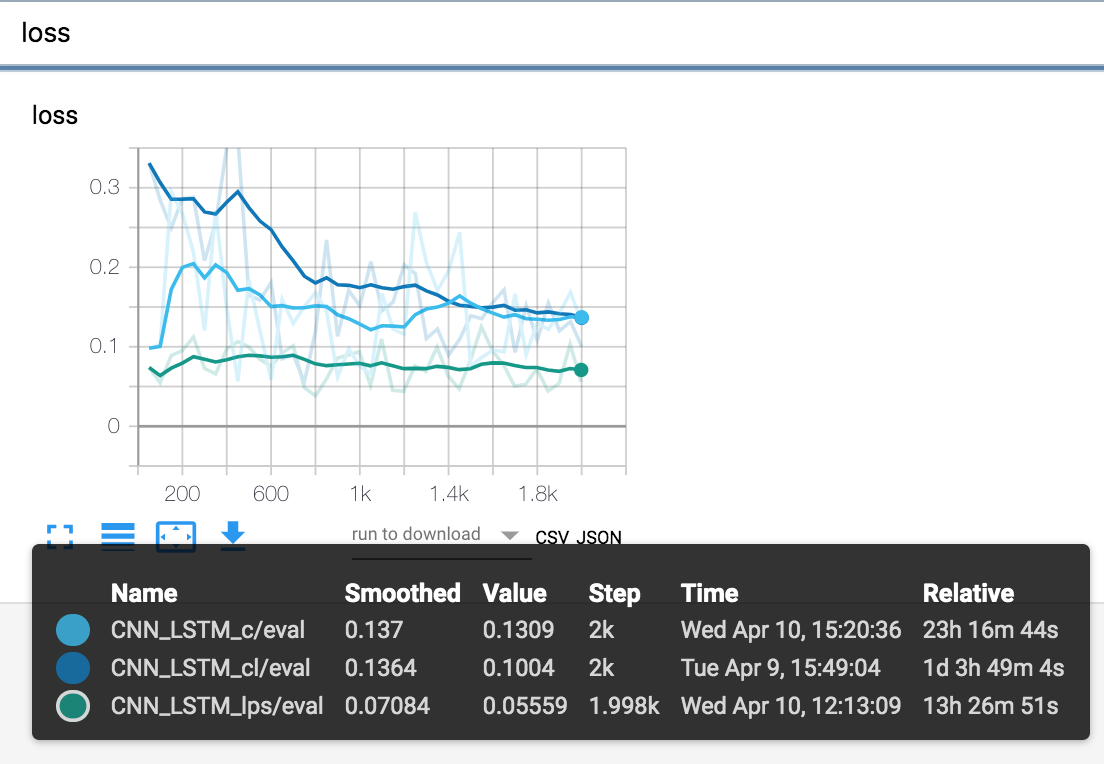 loss
loss
0.3
0.2
0.1
0
200 600 1k 1.4k 1.8k
run to download CSV JSON
Name Smoothed Value Step Time Relative
CNN_LSTM_c/eval 0.137 0.1309 2k Wed Apr 10, 15:20:36 23h 16m 44s
CNN_LSTM_cl/eval 0.1364 0.1004 2k Tue Apr 9, 15:49:04 1d 3h 49m 4s
CNN_LSTM_lps/eval 0.07084 0.05559 1.998k Wed Apr 10, 12:13:09 13h 26m 51s